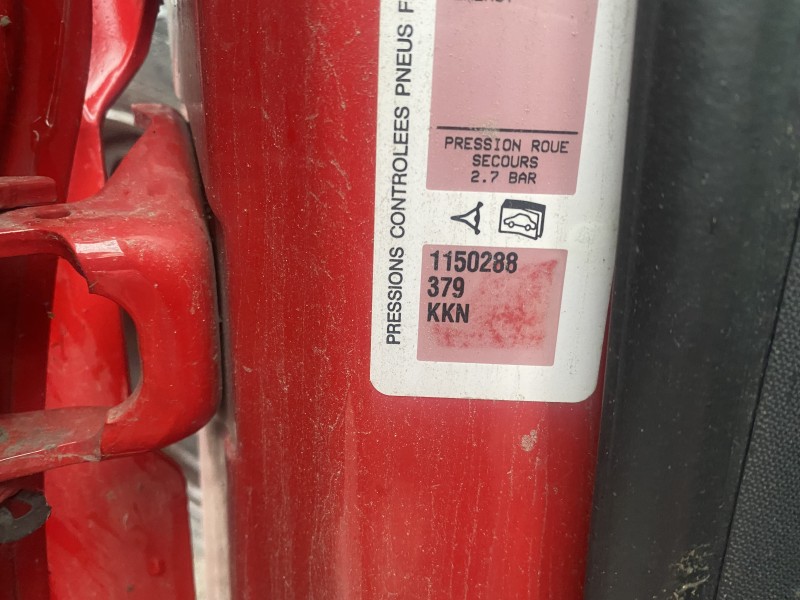 PRESSION ROUE
SECOURS
2.7 BAR
1150288
379
KKN
PRESSIONS CONTROLEES PNEUS F